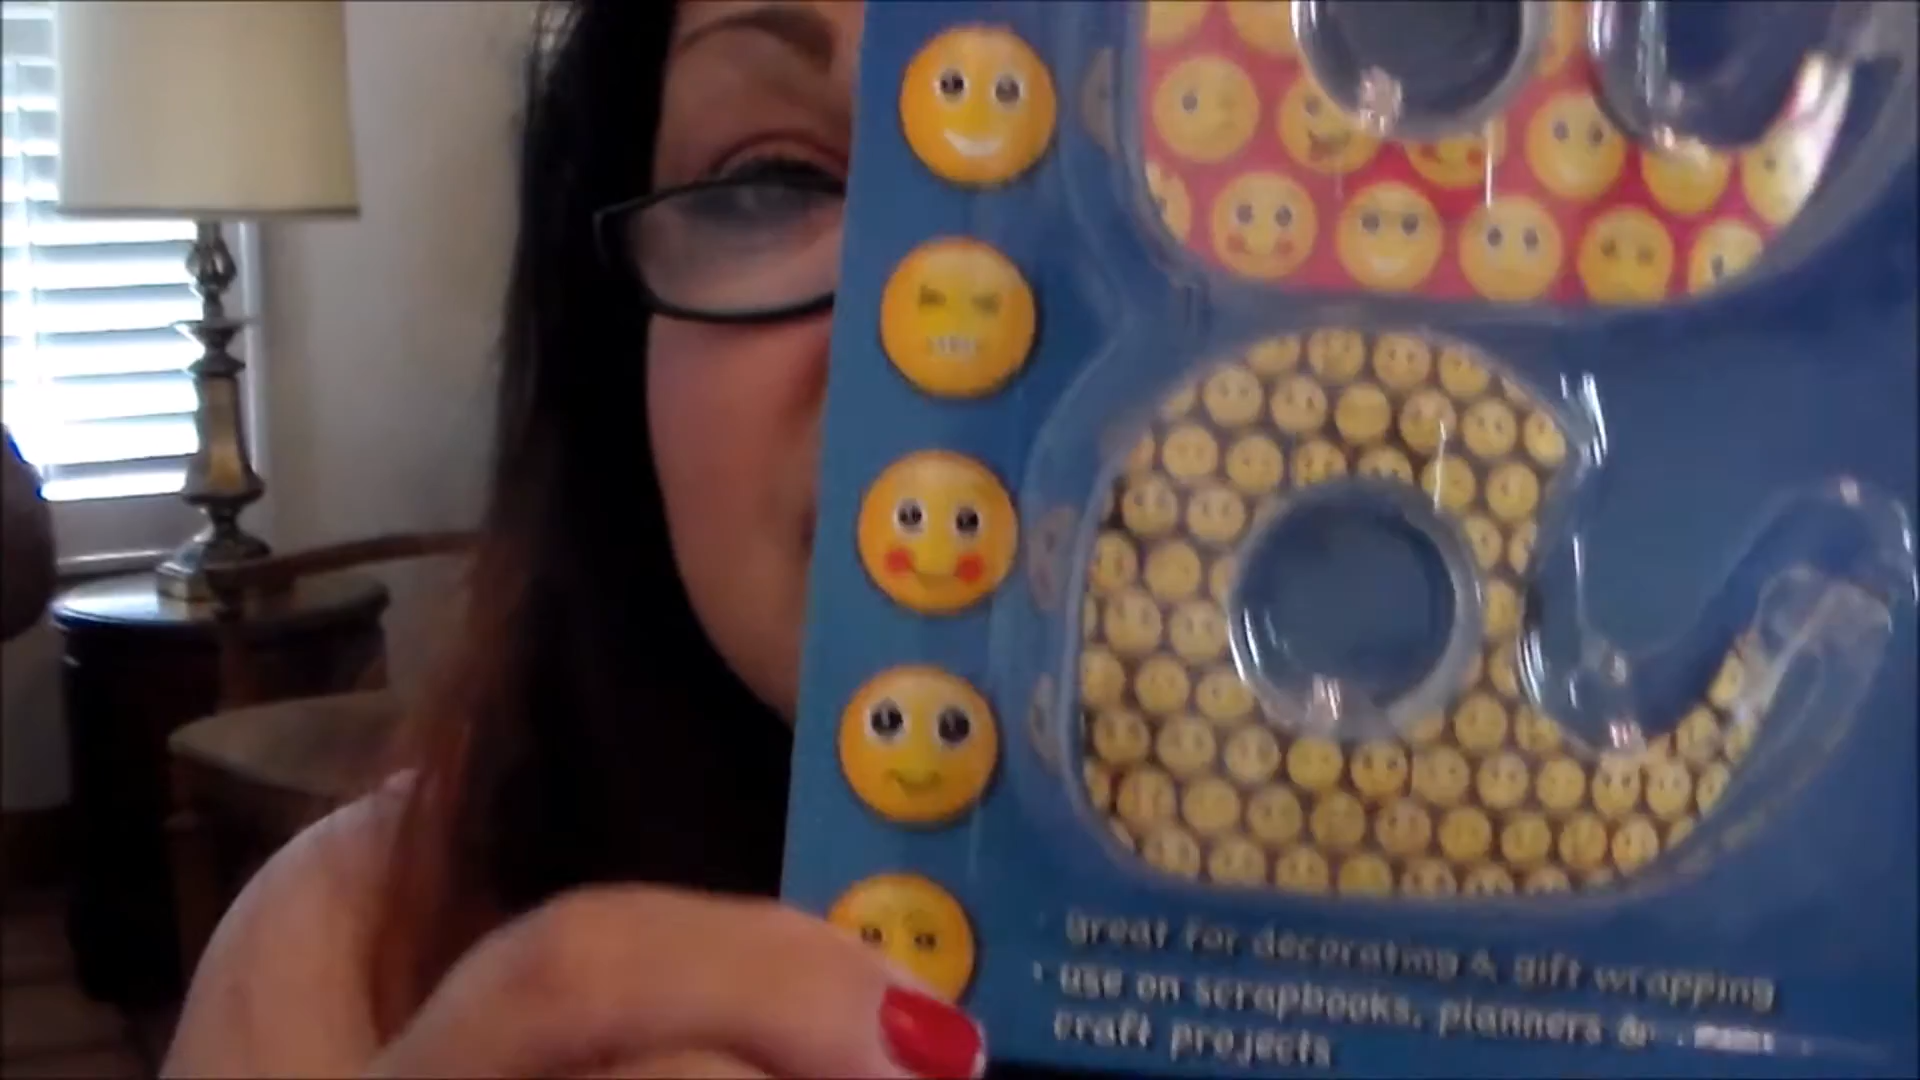 · Great for decorating & gift wrapping
· use on scrapbooks, planners &
craft projects